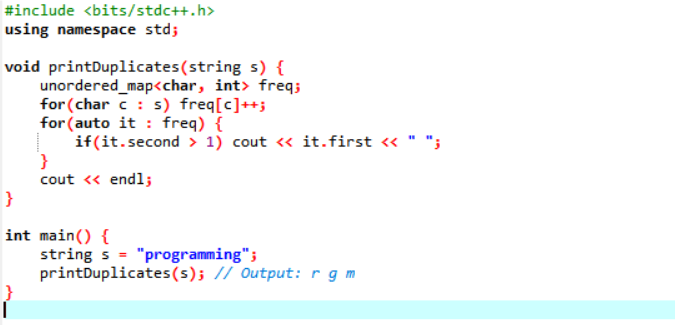 #include <bits/stdc++.h>
using namespace std;

void printDuplicates(string s) {
    unordered_map<char, int> freq;
    for(char c : s) freq[c]++;
    for(auto it : freq) {
        if(it.second > 1) cout << it.first << " ";
    }
    cout << endl;
}

int main() {
    string s = "programming";
    printDuplicates(s); // Output: r g m
}